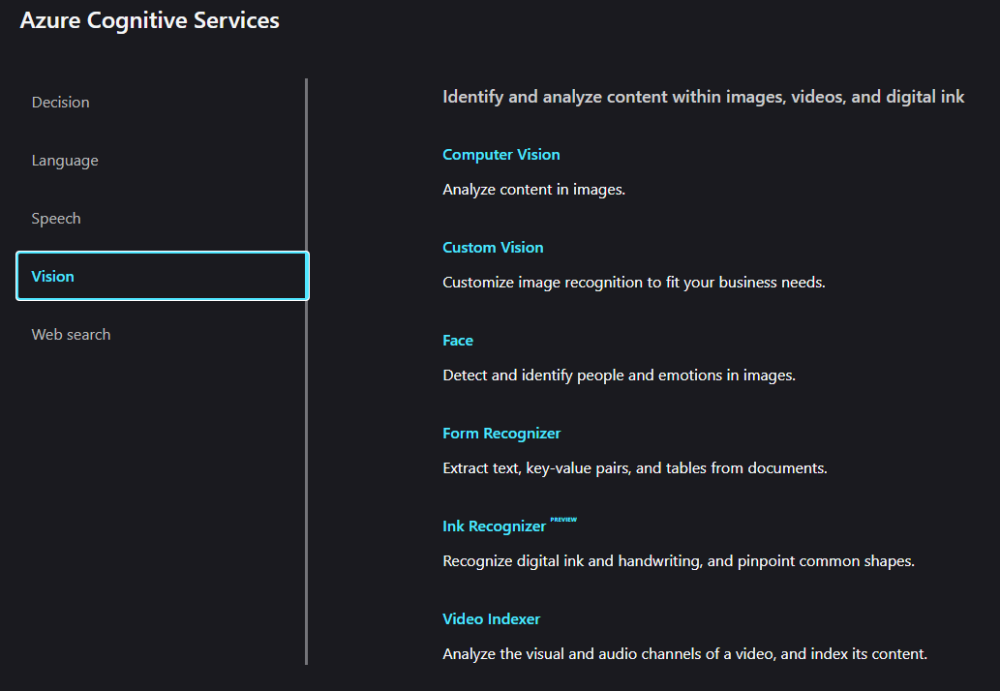 Azure Cognitive Services
Decision
Language
Speech
Vision
Web search
Identify and analyze content within images, videos, and digital ink
Computer Vision
Analyze content in images.
Custom Vision
Customize image recognition to fit your business needs.
Face
Detect and identify people and emotions in images.
Form Recognizer
Extract text, key-value pairs, and tables from documents.
Ink Recognizer PREVIEW
Recognize digital ink and handwriting, and pinpoint common shapes.
Video Indexer
Analyze the visual and audio channels of a video, and index its content.